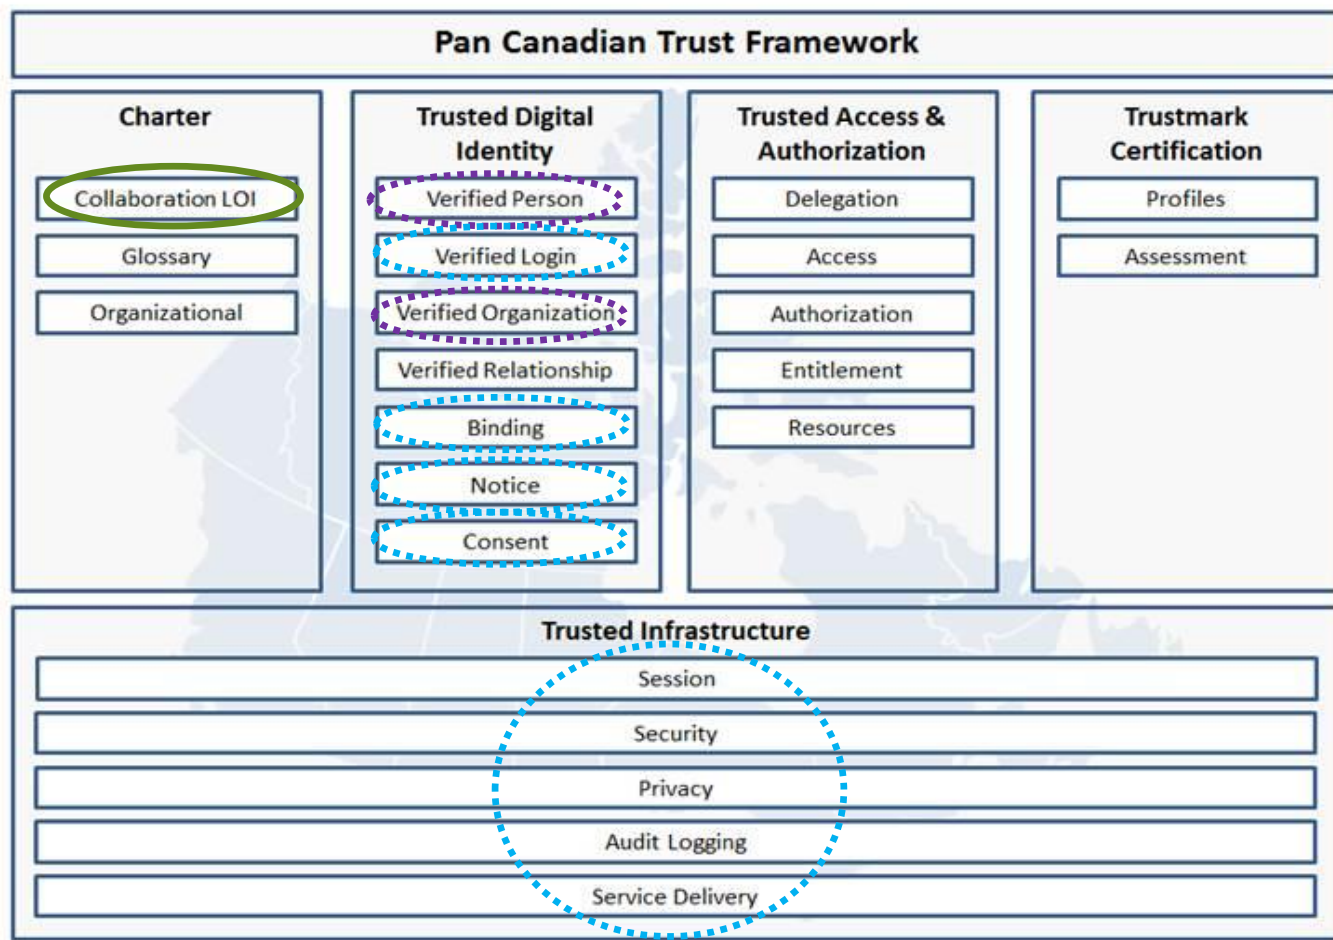 Pan Canadian Trust Framework
Charter
Collaboration LOI
Glossary
Organizational
Trusted Digital
Identity
Verified Person
Verified Login
Verified Organization
Verified Relationship
Binding
Notice
Consent
Trusted Access &
Authorization
Delegation
Access
Authorization
Entitlement
Resources
Trustmark
Certification
Profiles
Assessment
Trusted Infrastructure
Session
Security
Privacy
Audit Logging
Service Delivery